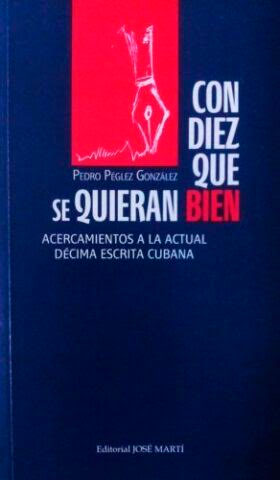 CON
DIEZ
QUE
PEDRO PÉGLEZ GONZÁLEZ
SE QUIERAN BIEN
ACERCAMIENTOS A LA ACTUAL
DÉCIMA ESCRITA CUBANA
Editorial JOSÉ MARTÍ